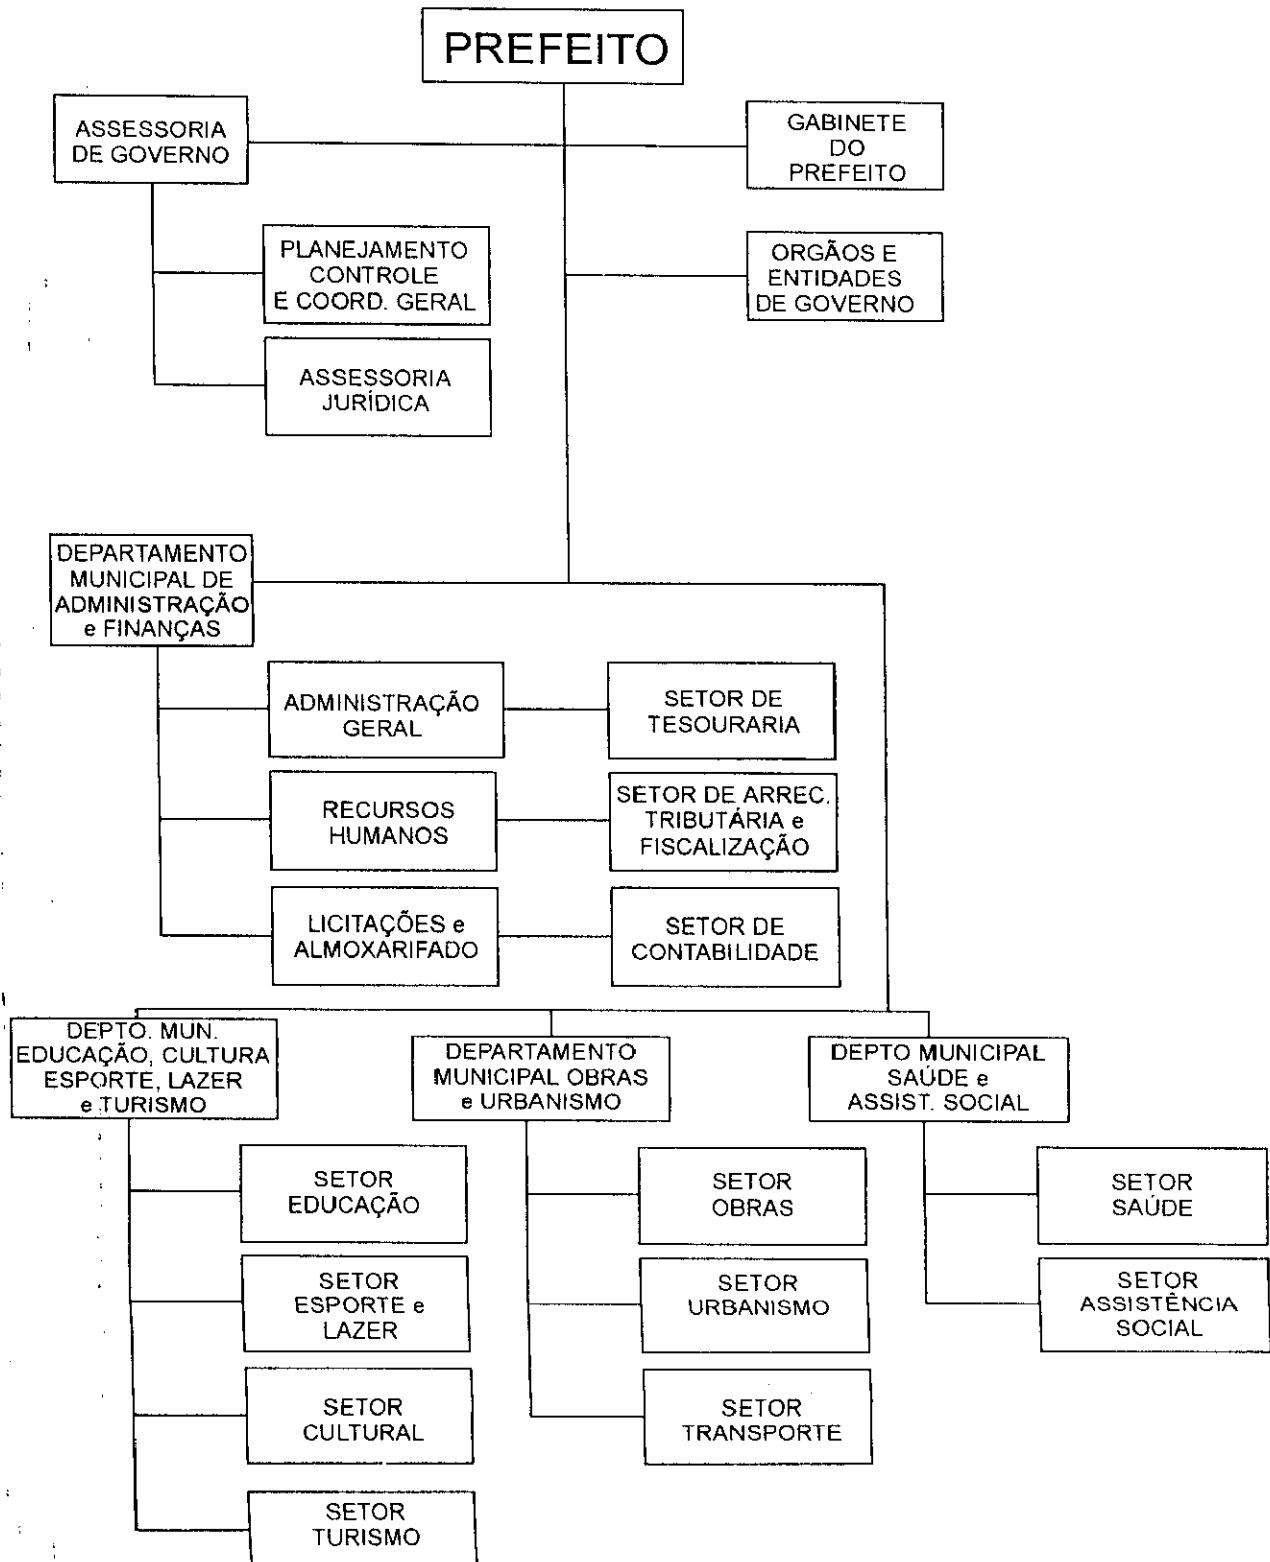 PREFEITO
ASSESSORIA
DE GOVERNO
GABINETE
DO
PREFEITO
PLANEJAMENTO
CONTROLE
E COORD. GERAL
ORGÃOS E
ENTIDADES
DE GOVERNO
ASSESSORIA
JURÍDICA
DEPARTAMENTO
MUNICIPAL DE
ADMINISTRAÇÃO
e FINANÇAS
ADMINISTRAÇÃO
GERAL
SETOR DE
TESOURARIA
RECURSOS
HUMANOS
SETOR DE ARREC.
TRIBUTÁRIA e
FISCALIZAÇÃO
LICITAÇÕES e
ALMOXARIFADO
SETOR DE
CONTABILIDADE
DEPTO. MUN.
EDUCAÇÃO, CULTURA
ESPORTE, LAZER
e TURISMO
DEPARTAMENTO
MUNICIPAL OBRAS
e URBANISMO
DEPTO MUNICIPAL
SAÚDE e
ASSIST. SOCIAL
SETOR
EDUCAÇÃO
SETOR
OBRAS
SETOR
SAÚDE
SETOR
ESPORTE e
LAZER
SETOR
URBANISMO
SETOR
ASSISTÊNCIA
SOCIAL
SETOR
CULTURAL
SETOR
TRANSPORTE
SETOR
TURISMO